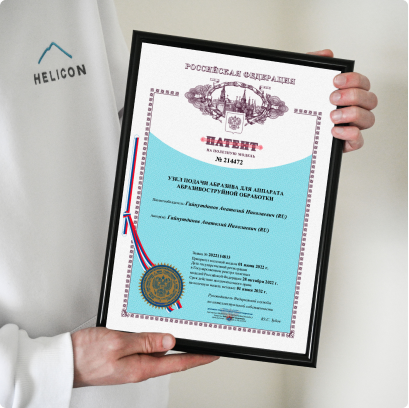 HELICON
РОССИЙСКАЯ ФЕДЕРАЦИЯ
ПАТЕНТ
НА ПОЛЕЗНУЮ МОДЕЛЬ
№ 214472
УЗЕЛ ПОДАЧИ АБРАЗИВА ДЛЯ АППАРАТА
АБРАЗИВОСТРУЙНОЙ ОБРАБОТКИ
Патентообладатель: Гайнутдинов Анатолий Николаевич (RU)
Автор: Гайнутдинов Анатолий Николаевич (RU)
Заявка № 2022114833
Приоритет полезной модели 01 июня 2022 г.
Дата государственной регистрации
в Государственном реестре полезных
моделей Российской Федерации 28 октября 2022 г.
Срок действия исключительного права
на полезную модель истекает 01 июня 2032 г.
Руководитель Федеральной службы
по интеллектуальной собственности
Ю.С. Зубов